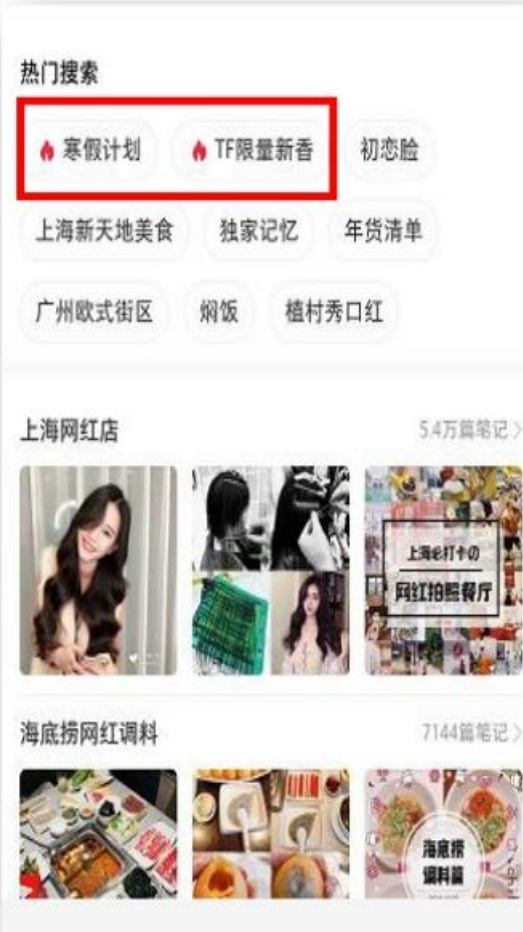 热门搜索
寒假计划 TF限量新香 初恋脸
上海新天地美食 独家记忆 年货清单
广州欧式街区 焖饭 植村秀口红
上海网红店 5.4万篇笔记
上海必打卡の
网红拍照餐厅
海底捞网红调料 7144篇笔记
海底捞
调料篇